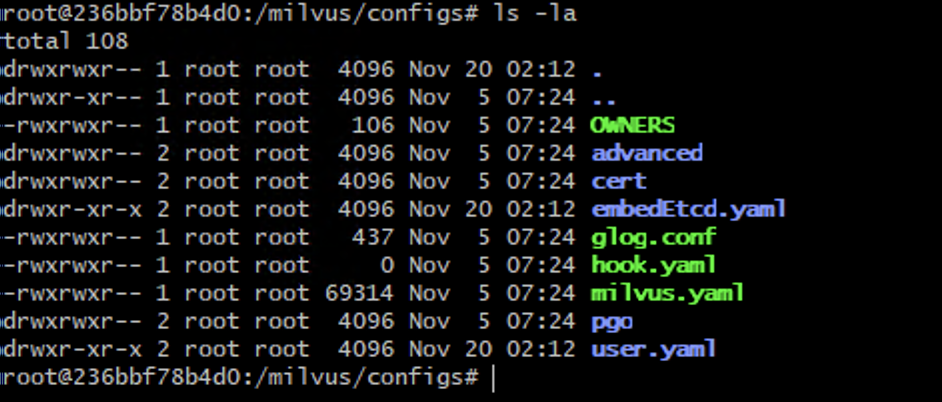 root@236bbf78b4d0:/milvus/configs# ls -la
total 108
drwxrwxr-- 1 root root  4096 Nov 20 02:12 .
drwxr-xr-- 1 root root  4096 Nov  5 07:24 ..
-rwxrwxr-- 1 root root   106 Nov  5 07:24 OWNERS
drwxrwxr-- 2 root root  4096 Nov  5 07:24 advanced
drwxrwxr-- 2 root root  4096 Nov  5 07:24 cert
drwxr-xr-x 2 root root  4096 Nov 20 02:12 embedEtcd.yaml
-rwxrwxr-- 1 root root   437 Nov  5 07:24 glog.conf
-rwxrwxr-- 1 root root     0 Nov  5 07:24 hook.yaml
-rwxrwxr-- 1 root root 69314 Nov  5 07:24 milvus.yaml
drwxrwxr-- 2 root root  4096 Nov  5 07:24 pgo
drwxr-xr-x 2 root root  4096 Nov 20 02:12 user.yaml
root@236bbf78b4d0:/milvus/configs#